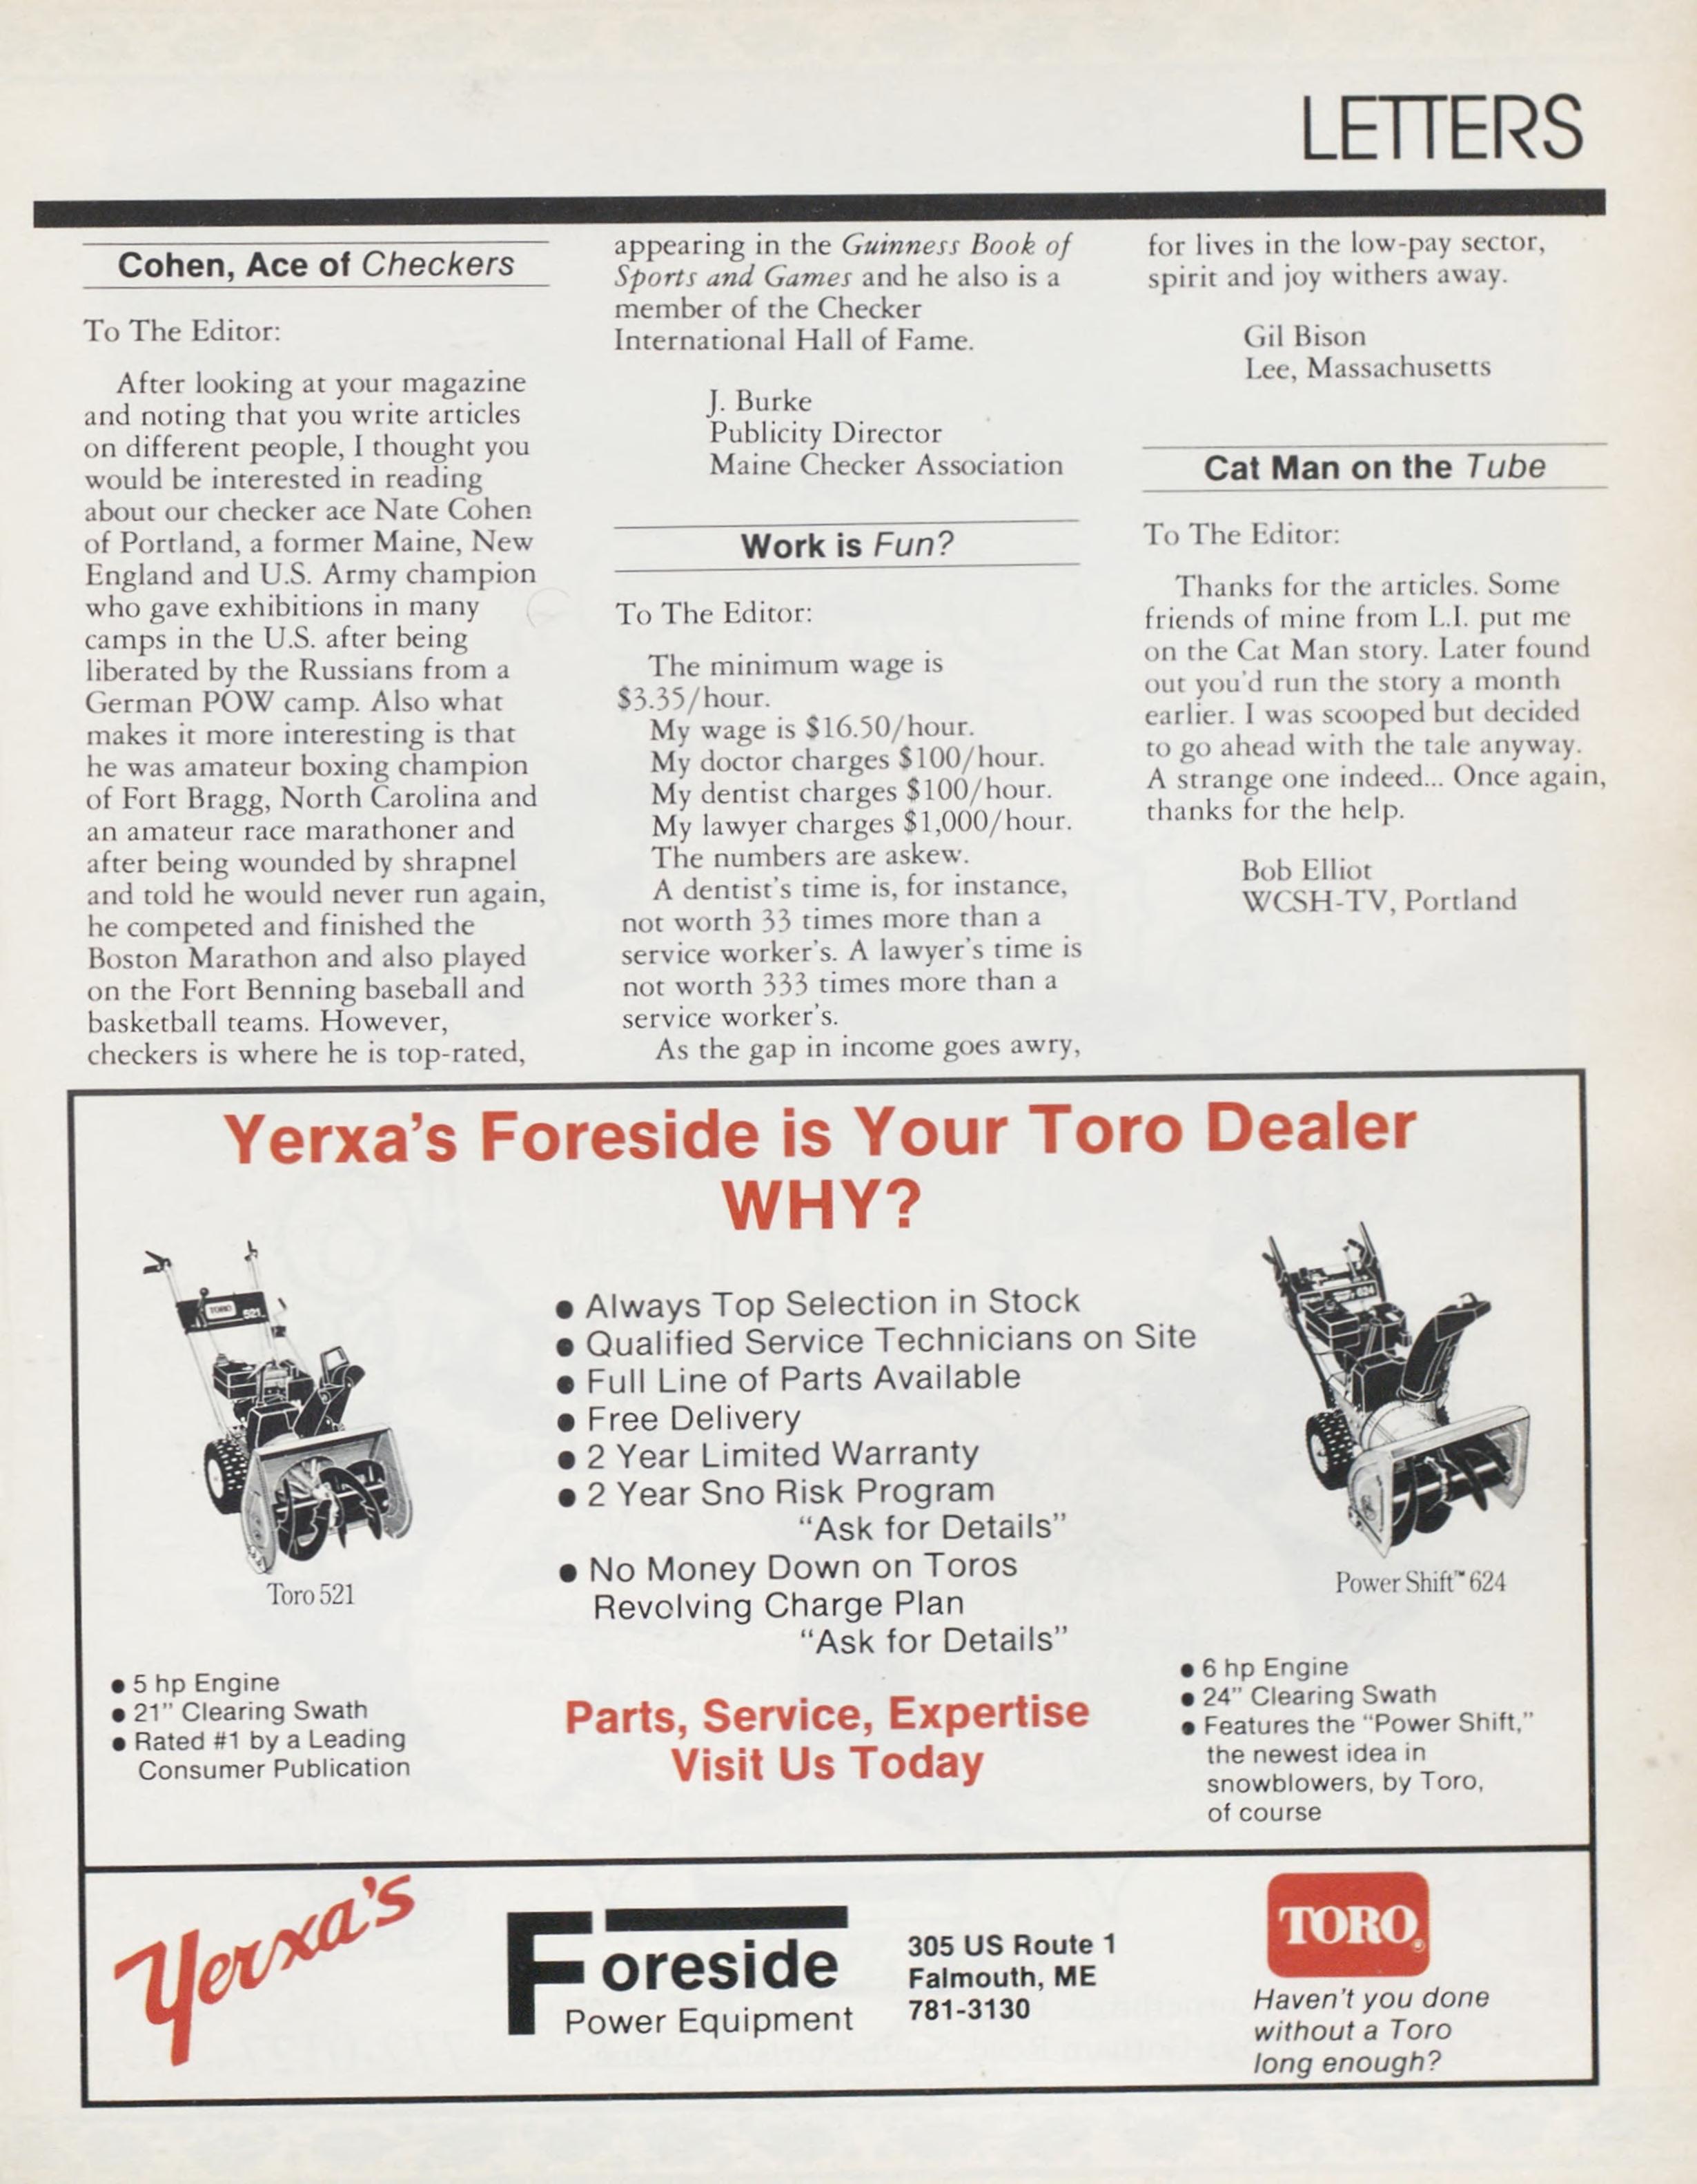 LETTERS
Cohen, Ace of Checkers
To The Editor:
After looking at your magazine
and noting that you write articles
on different people, I thought you
would be interested in reading
about our checker ace Nate Cohen
of Portland, a former Maine, New
England and U.S. Army champion
who gave exhibitions in many
camps in the U.S. after being
liberated by the Russians from a
German POW camp. Also what
makes it more interesting is that
he was amateur boxing champion
of Fort Bragg, North Carolina and
an amateur race marathoner and
after being wounded by shrapnel
and told he would never run again,
he competed and finished the
Boston Marathon and also played
on the Fort Benning baseball and
basketball teams. However,
checkers is where he is top-rated,
appearing in the Guinness Book of
Sports and Games and he also is a
member of the Checker
International Hall of Fame.
J. Burke
Publicity Director
Maine Checker Association
Work is Fun?
To The Editor:
The minimum wage is
$3.35/hour.
My wage is $16.50/hour.
My doctor charges $100/hour.
My dentist charges $100/hour.
My lawyer charges $1,000/hour.
The numbers are askew.
A dentist's time is, for instance,
not worth 33 times more than a
service worker's. A lawyer's time is
not worth 333 times more than a
service worker's.
As the gap in income goes awry,
for lives in the low-pay sector,
spirit and joy withers away.
Gil Bison
Lee, Massachusetts
Cat Man on the Tube
To The Editor:
Thanks for the articles. Some
friends of mine from L.I. put me
on the Cat Man story. Later found
out you'd run the story a month
earlier. I was scooped but decided
to go ahead with the tale anyway.
A strange one indeed... Once again,
thanks for the help.
Bob Elliot
WCSH-TV, Portland
Yerxa's Foreside is Your Toro Dealer
WHY?
● Always Top Selection in Stock
● Qualified Service Technicians on Site
● Full Line of Parts Available
● Free Delivery
● 2 Year Limited Warranty
● 2 Year Sno Risk Program
"Ask for Details"
● No Money Down on Toros
Revolving Charge Plan
"Ask for Details"
TORO 521
Toro 521
● 5 hp Engine
● 21" Clearing Swath
● Rated #1 by a Leading
Consumer Publication
Parts, Service, Expertise
Visit Us Today
624
Power Shift™ 624
● 6 hp Engine
● 24" Clearing Swath
● Features the "Power Shift,"
the newest idea in
snowblowers, by Toro,
of course
Yerxa's
Foreside
Power Equipment
305 US Route 1
Falmouth, ME
781-3130
TORO®
Haven't you done
without a Toro
long enough?